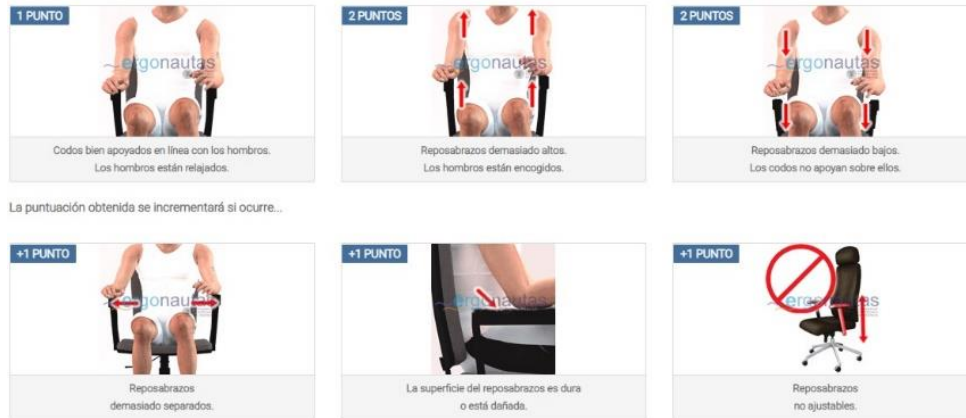 1 PUNTO
2 PUNTOS
2 PUNTOS
ergonautas
ergonautas
ergonautas
Codos bien apoyados en línea con los hombros.
Los hombros están relajados.
Reposabrazos demasiado altos.
Los hombros están encogidos.
Reposabrazos demasiado bajos.
Los codos no apoyan sobre ellos.
La puntuación obtenida se incrementará si ocurre...
+1 PUNTO
+1 PUNTO
+1 PUNTO
ergonautas
ergonautas
ergonautas
Reposabrazos
demasiado separados.
La superficie del reposabrazos es dura
o está dañada.
Reposabrazos
no ajustables.